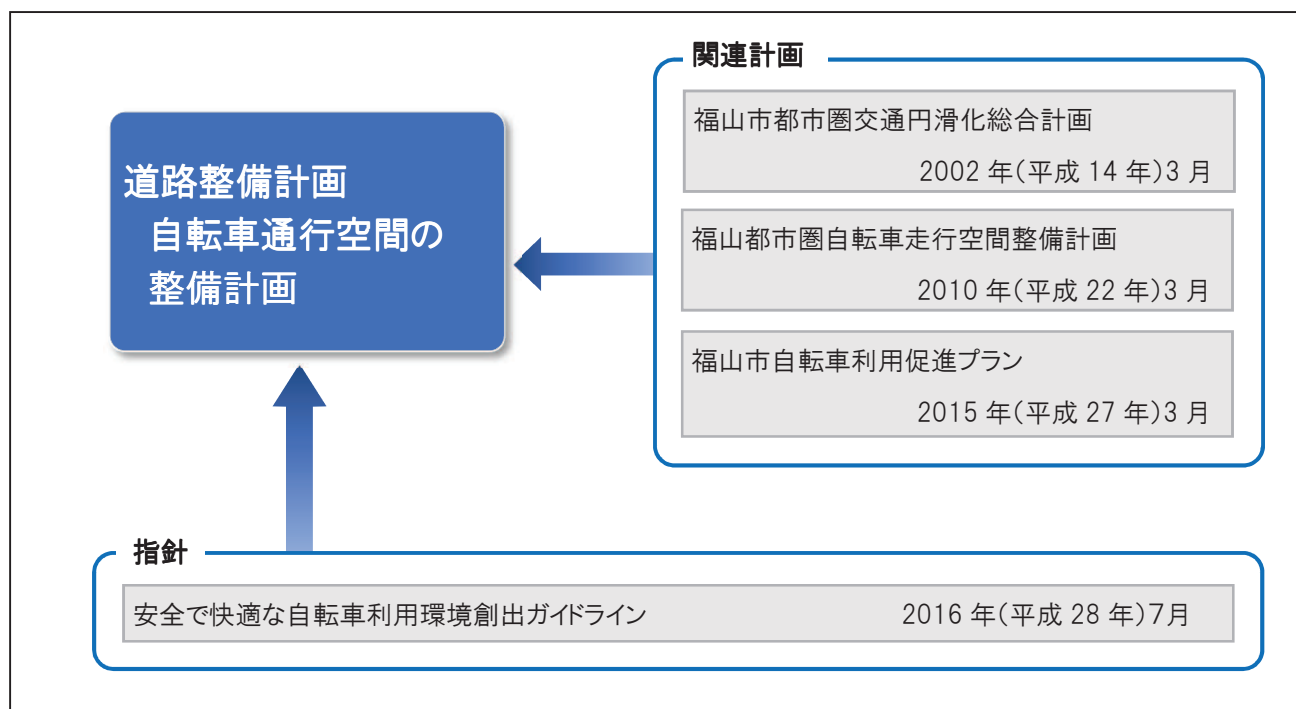 道路整備計画
自転車通行空間の
整備計画
関連計画
福山市都市圏交通円滑化総合計画
2002 年(平成 14 年)3 月
福山都市圏自転車走行空間整備計画
2010 年(平成 22 年)3 月
福山市自転車利用促進プラン
2015 年(平成 27 年)3 月
指針
安全で快適な自転車利用環境創出ガイドライン 2016 年(平成 28 年)7月